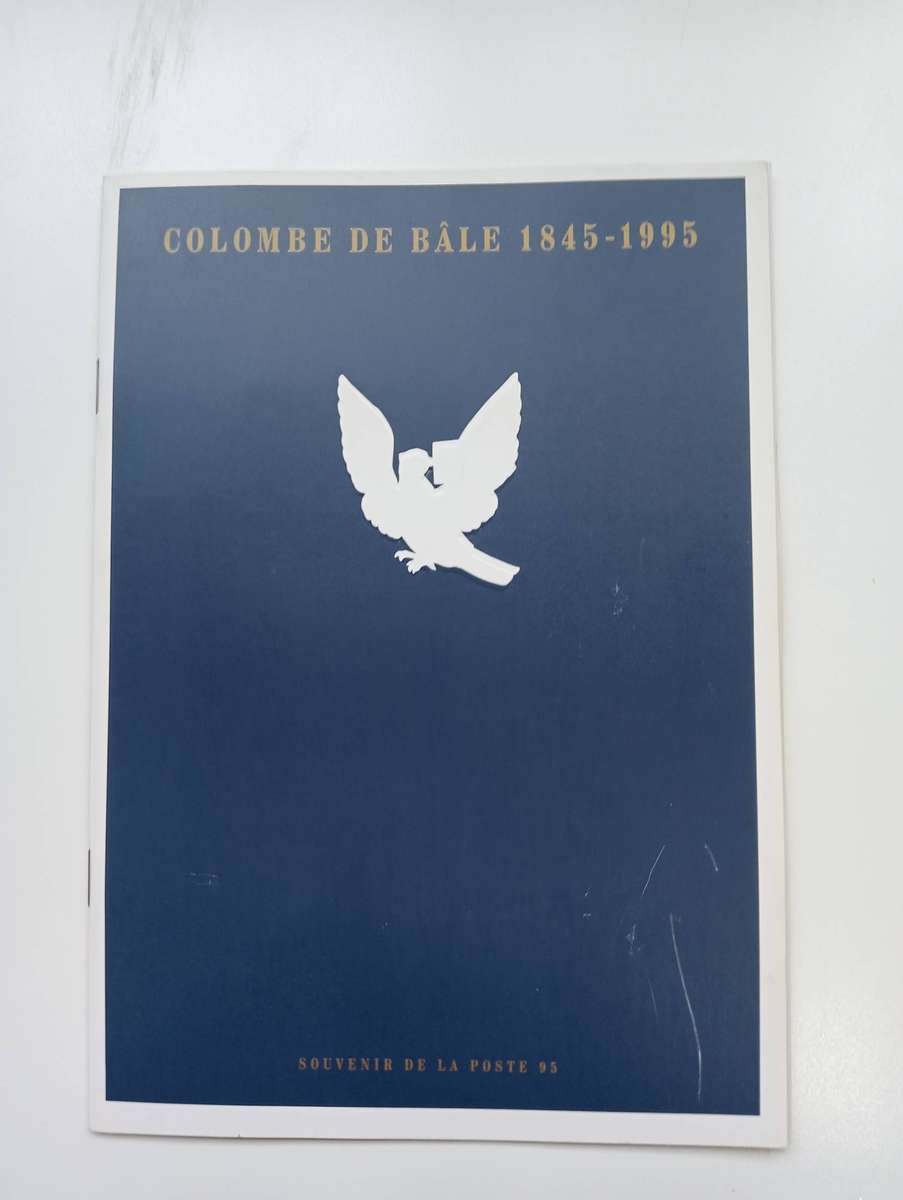 COLOMBE DE BÂLE 1845-1995
SOUVENIR DE LA POSTE 95